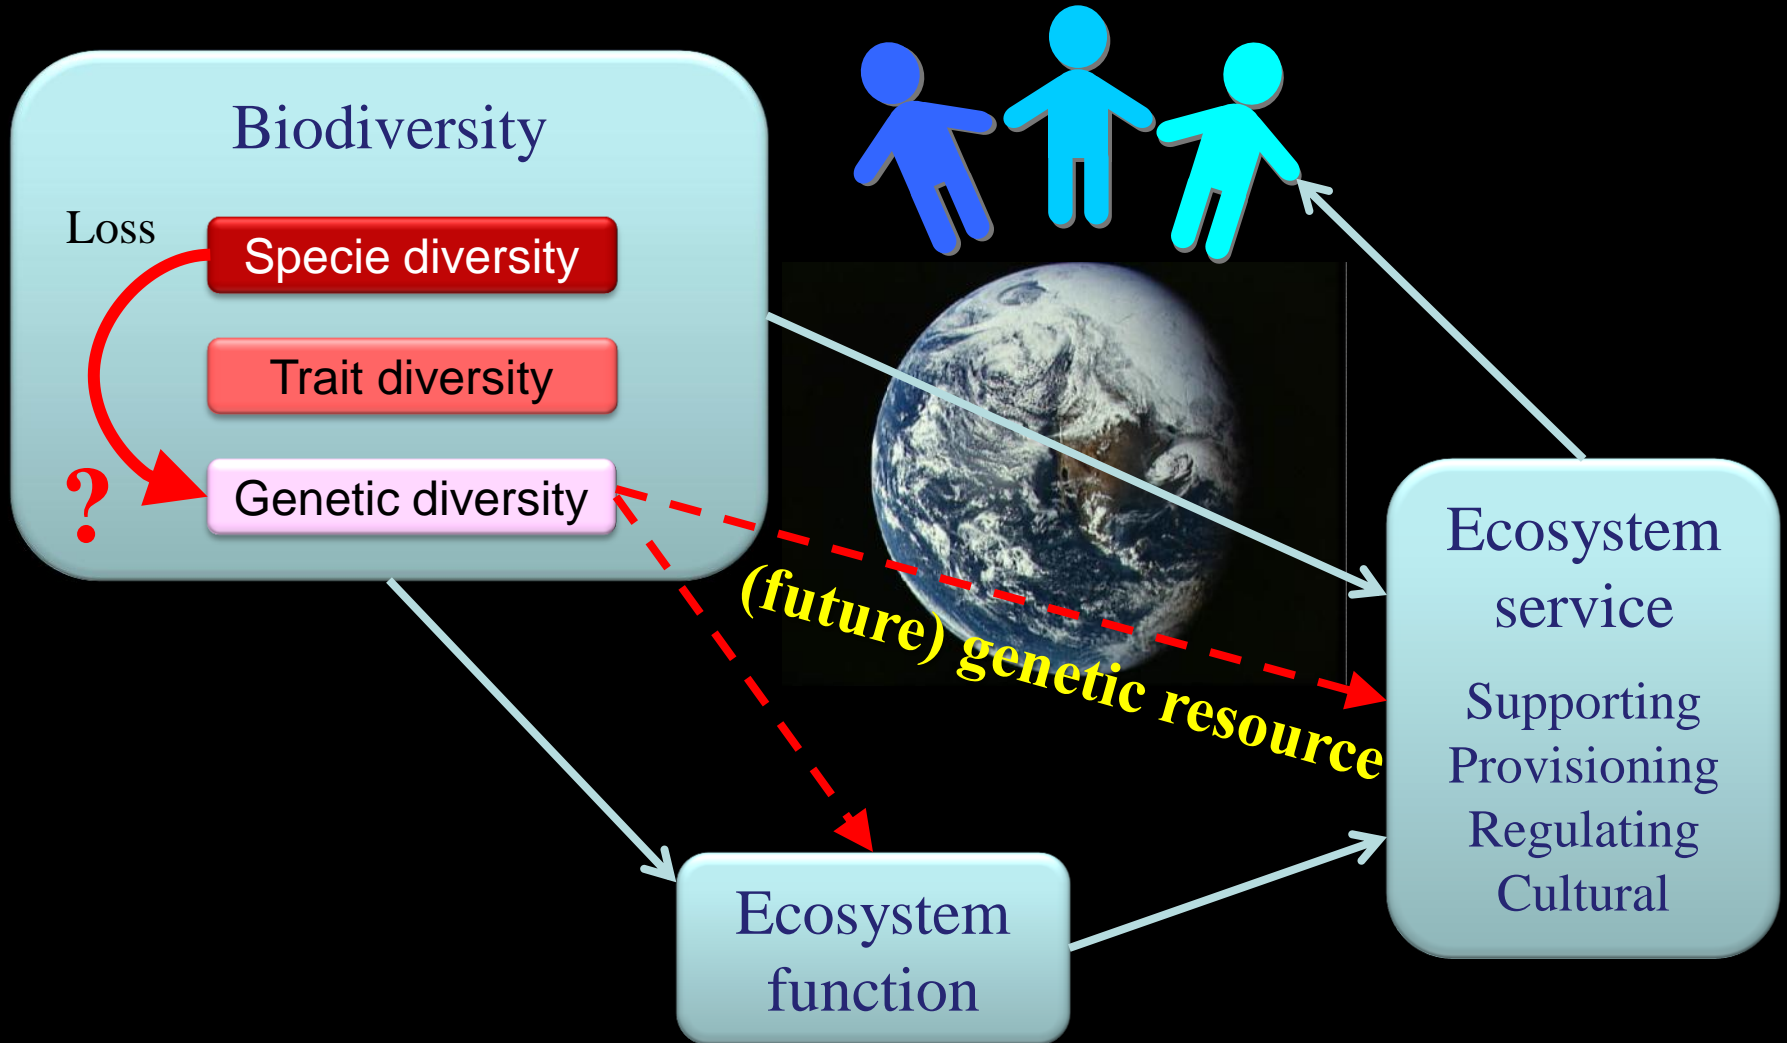 Biodiversity
Loss
Specie diversity
Trait diversity
?
Genetic diversity
(future) genetic resource
Ecosystem
service
Supporting
Provisioning
Regulating
Cultural
Ecosystem
function